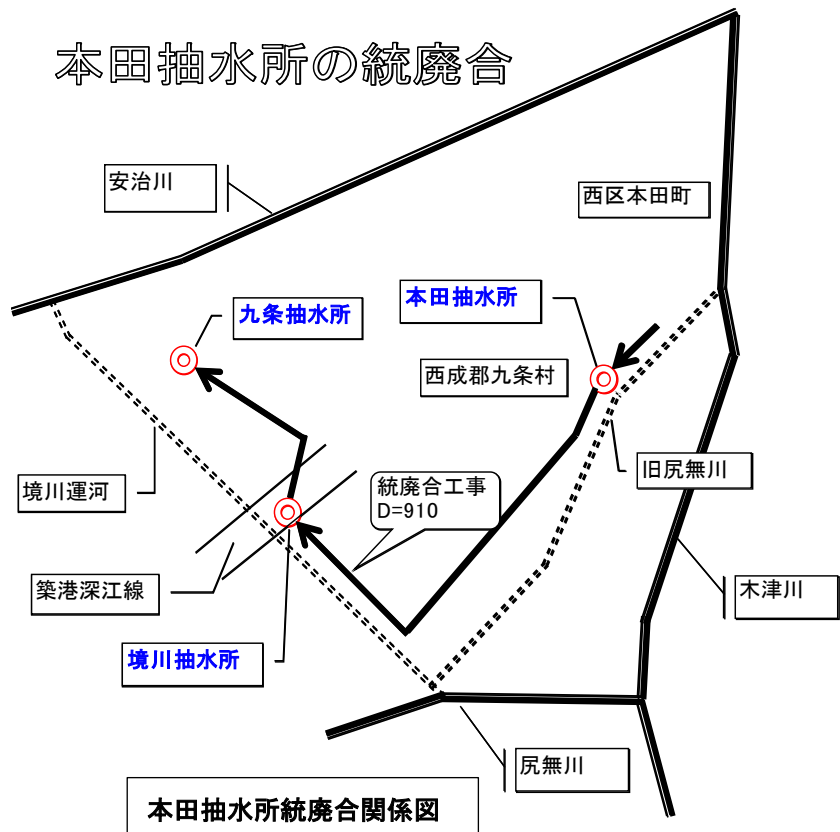 本田抽水所の統廃合
安治川
西区本田町
九条抽水所
本田抽水所
西成郡九条村
境川運河
統廃合工事
D=910
旧尻無川
築港深江線
木津川
境川抽水所
尻無川
本田抽水所統廃合関係図